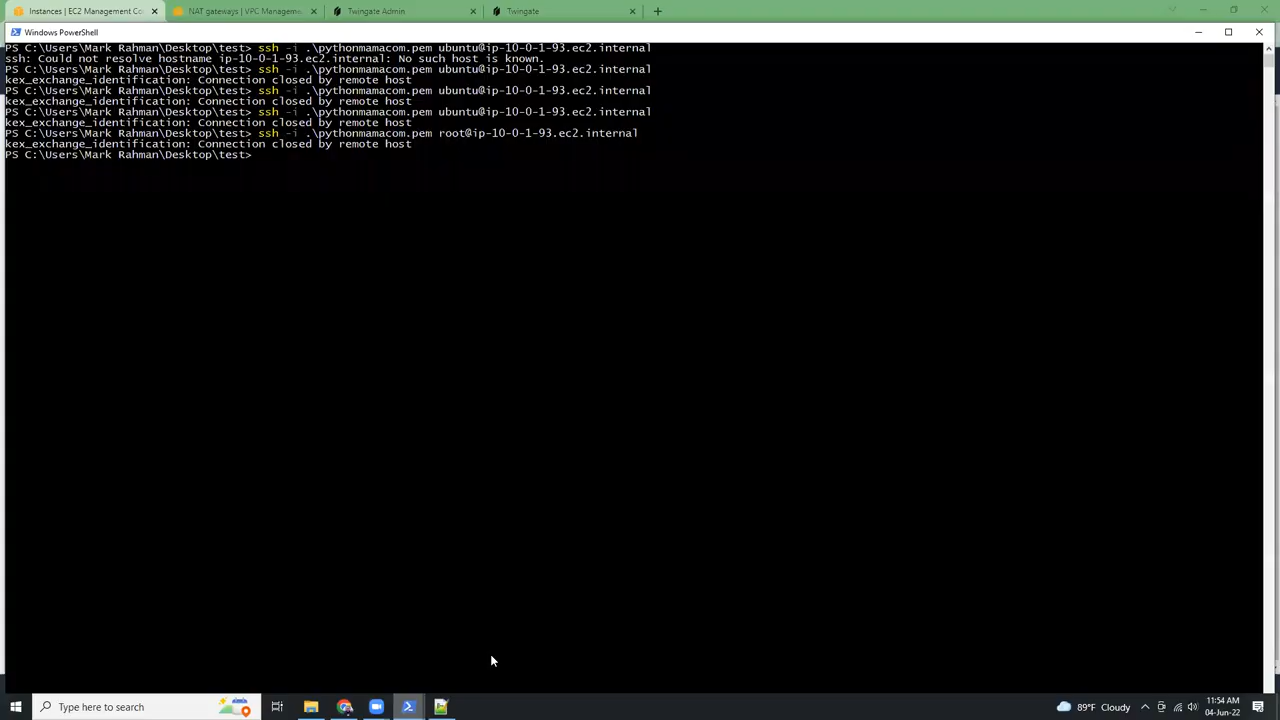 Instances | EC2 Management Co
NAT gateways | VPC Manageme
Twingate Admin
Twingate
Windows PowerShell
PS C:\Users\Mark Rahman\Desktop\test> ssh -i .\pythonmamacom.pem ubuntu@ip-10-0-1-93.ec2.internal
ssh: Could not resolve hostname ip-10-0-1-93.ec2.internal: No such host is known.
PS C:\Users\Mark Rahman\Desktop\test> ssh -i .\pythonmamacom.pem ubuntu@ip-10-0-1-93.ec2.internal
kex_exchange_identification: Connection closed by remote host
PS C:\Users\Mark Rahman\Desktop\test> ssh -i .\pythonmamacom.pem ubuntu@ip-10-0-1-93.ec2.internal
kex_exchange_identification: Connection closed by remote host
PS C:\Users\Mark Rahman\Desktop\test> ssh -i .\pythonmamacom.pem ubuntu@ip-10-0-1-93.ec2.internal
kex_exchange_identification: Connection closed by remote host
PS C:\Users\Mark Rahman\Desktop\test> ssh -i .\pythonmamacom.pem root@ip-10-0-1-93.ec2.internal
kex_exchange_identification: Connection closed by remote host
PS C:\Users\Mark Rahman\Desktop\test>
Type here to search
89°F Cloudy
11:54 AM
04-Jun-22